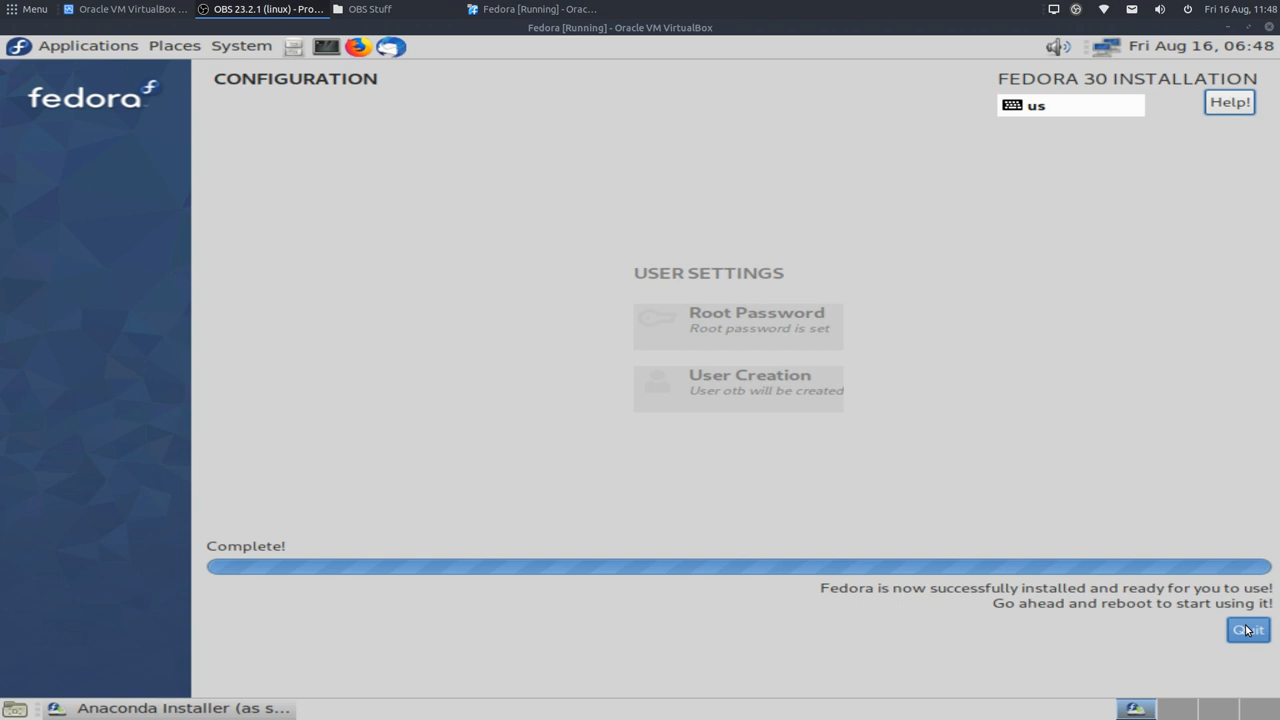 Menu
Oracle VM VirtualBox ...
OBS 23.2.1 (linux) - Pro...
OBS Stuff
Fedora [Running] - Orac...
Fri 16 Aug, 11:48
Fedora [Running] - Oracle VM VirtualBox
Applications Places System
Fri Aug 16, 06:48
fedora
CONFIGURATION
FEDORA 30 INSTALLATION
us
Help!
USER SETTINGS
Root Password
Root password is set
User Creation
User otb will be created
Complete!
Fedora is now successfully installed and ready for you to use!
Go ahead and reboot to start using it!
Quit
Anaconda Installer (as s...